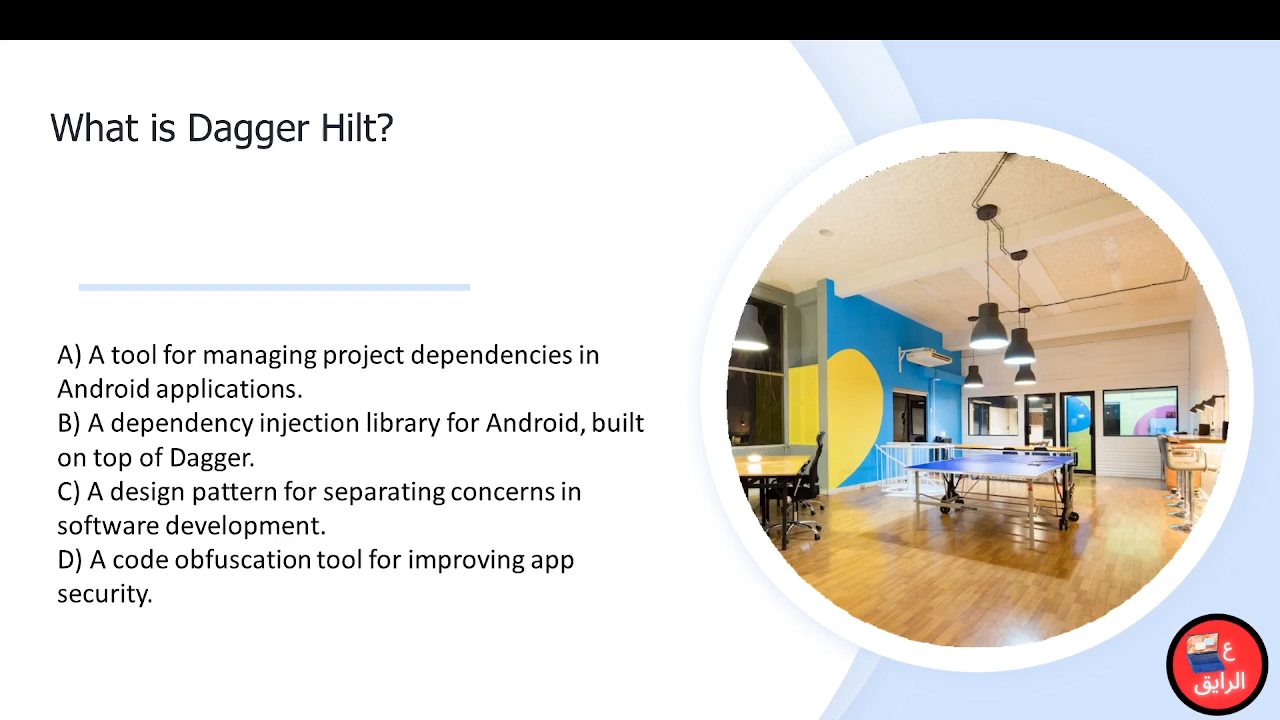 What is Dagger Hilt?
A) A tool for managing project dependencies in
Android applications.
B) A dependency injection library for Android, built
on top of Dagger.
C) A design pattern for separating concerns in
software development.
D) A code obfuscation tool for improving app
security.
ع
الرايق